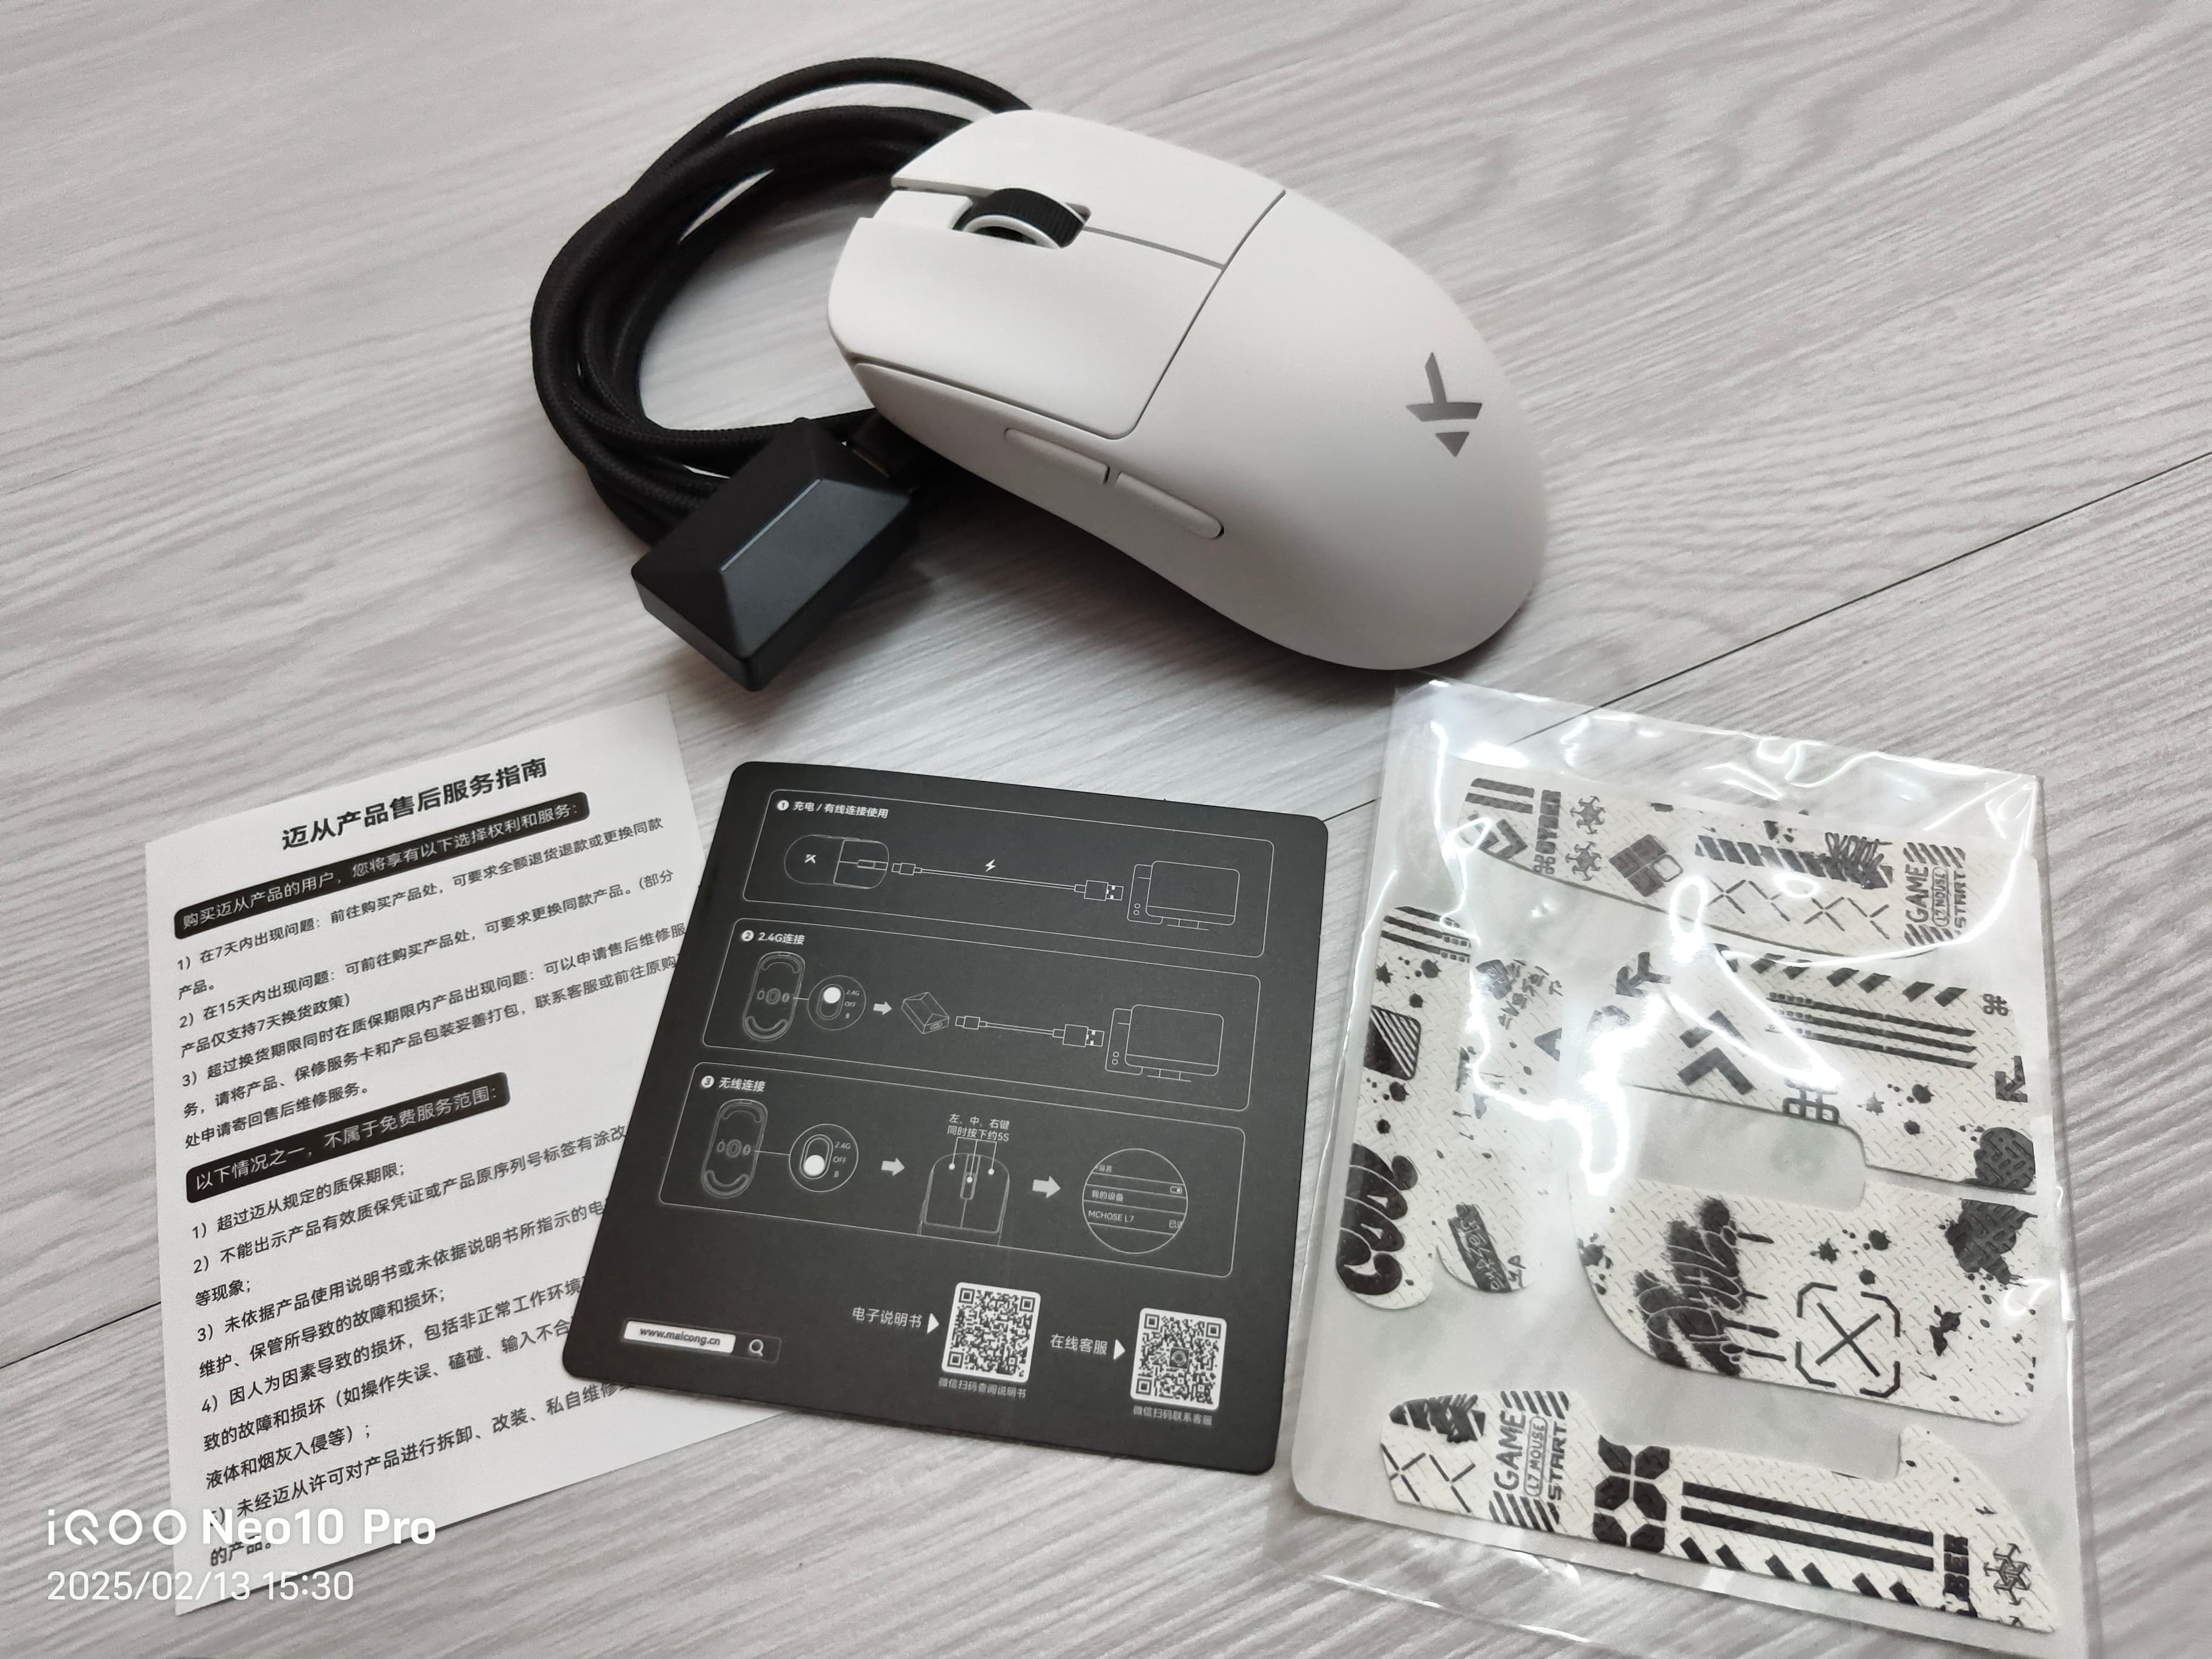 迈从产品售后服务指南
购买迈从产品的用户，您将享有以下选择权利和服务：
1）在7天内出现问题：前往购买产品处，可要求全额退货退款或更换同款
产品。
2）在15天内出现问题：可前往购买产品处，可要求更换同款产品。（部分
产品仅支持7天换货政策）
3）超过换货期限同时在质保期限内产品出现问题：可以申请售后维修服
务，请将产品、保修服务卡和产品包装妥善打包，联系客服或前往原购
处申请寄回售后维修服务。
以下情况之一，不属于免费服务范围：
1）超过迈从规定的质保期限；
2）不能出示产品有效质保凭证或产品原序列号标签有涂改
等现象；
3）未依据产品使用说明书或未依据说明书所指示的电
维护、保管所导致的故障和损坏；
4）因人为因素导致的损坏，包括非正常工作环境
致的故障和损坏（如操作失误、磕碰、输入不合
液体和烟灰入侵等）；
）未经迈从许可对产品进行拆卸、改装、私自维修
的产品。
1 充电 / 有线连接使用
2 2.4G连接
2.4G
OFF
B
3 无线连接
2.4G
OFF
B
左、中、右键
同时按下约5S
我的设备
MCHOSE L7
www.maicong.cn
电子说明书
微信扫码查阅说明书
在线客服
微信扫码联系客服
GAME
L7 MOUSE
START
COOL
GAME
L7 MOUSE
START
iQOO Neo10 Pro
2025/02/13 15:30